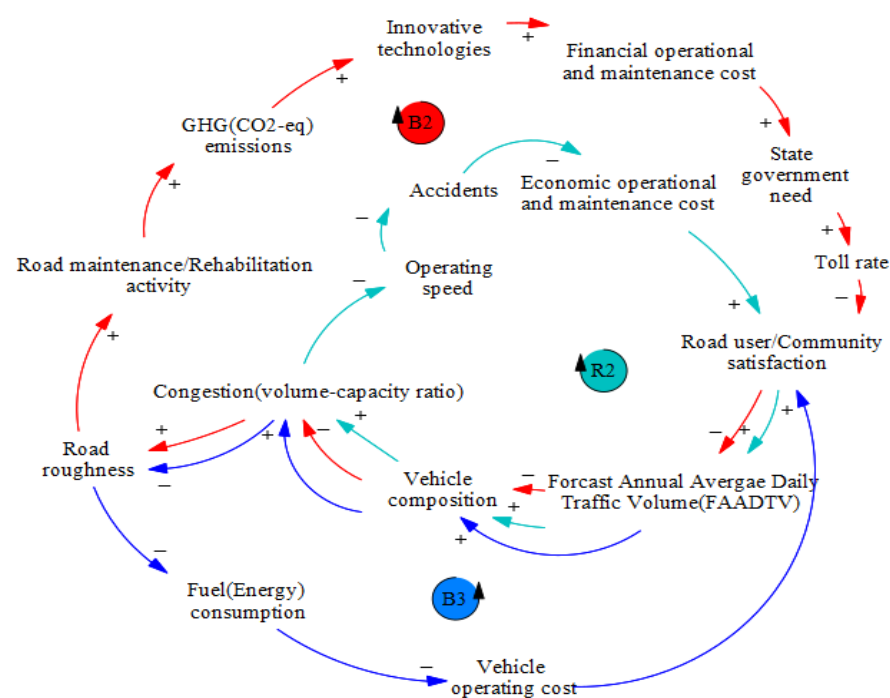 Innovative
technologies
+
Financial operational
and maintenance cost
+
GHG(CO2-eq)
emissions
B2
+
State
government
need
−
Accidents
Economic operational
and maintenance cost
+
+
−
Toll rate
Road maintenance/Rehabilitation
activity
Operating
speed
−
−
+
+
Road user/Community
satisfaction
R2
Congestion(volume-capacity ratio)
+
+
+
−
−
+
+
Road
roughness
−
Vehicle
composition
−
+
+
Forcast Annual Avergae Daily
Traffic Volume(FAADTV)
−
Fuel(Energy)
consumption
B3
−
Vehicle
operating cost